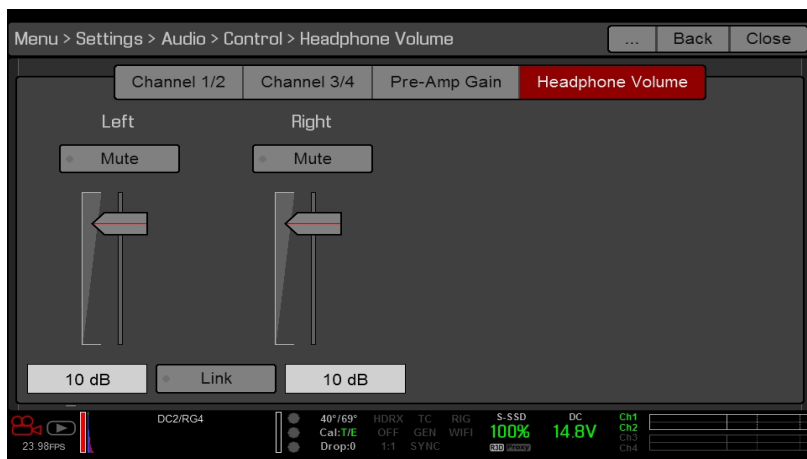 Menu > Settings > Audio > Control > Headphone Volume ... Back Close
Channel 1/2 Channel 3/4 Pre-Amp Gain Headphone Volume
Left Right
Mute Mute
10 dB Link 10 dB
DC2/RG4 40°/69° HDRX TC RIG S-SSD DC Ch1
Cal:T/E OFF GEN WIFI 100% 14.8V Ch2
23.98FPS Drop:0 1:1 SYNC R3D Proxy Ch3
Ch4